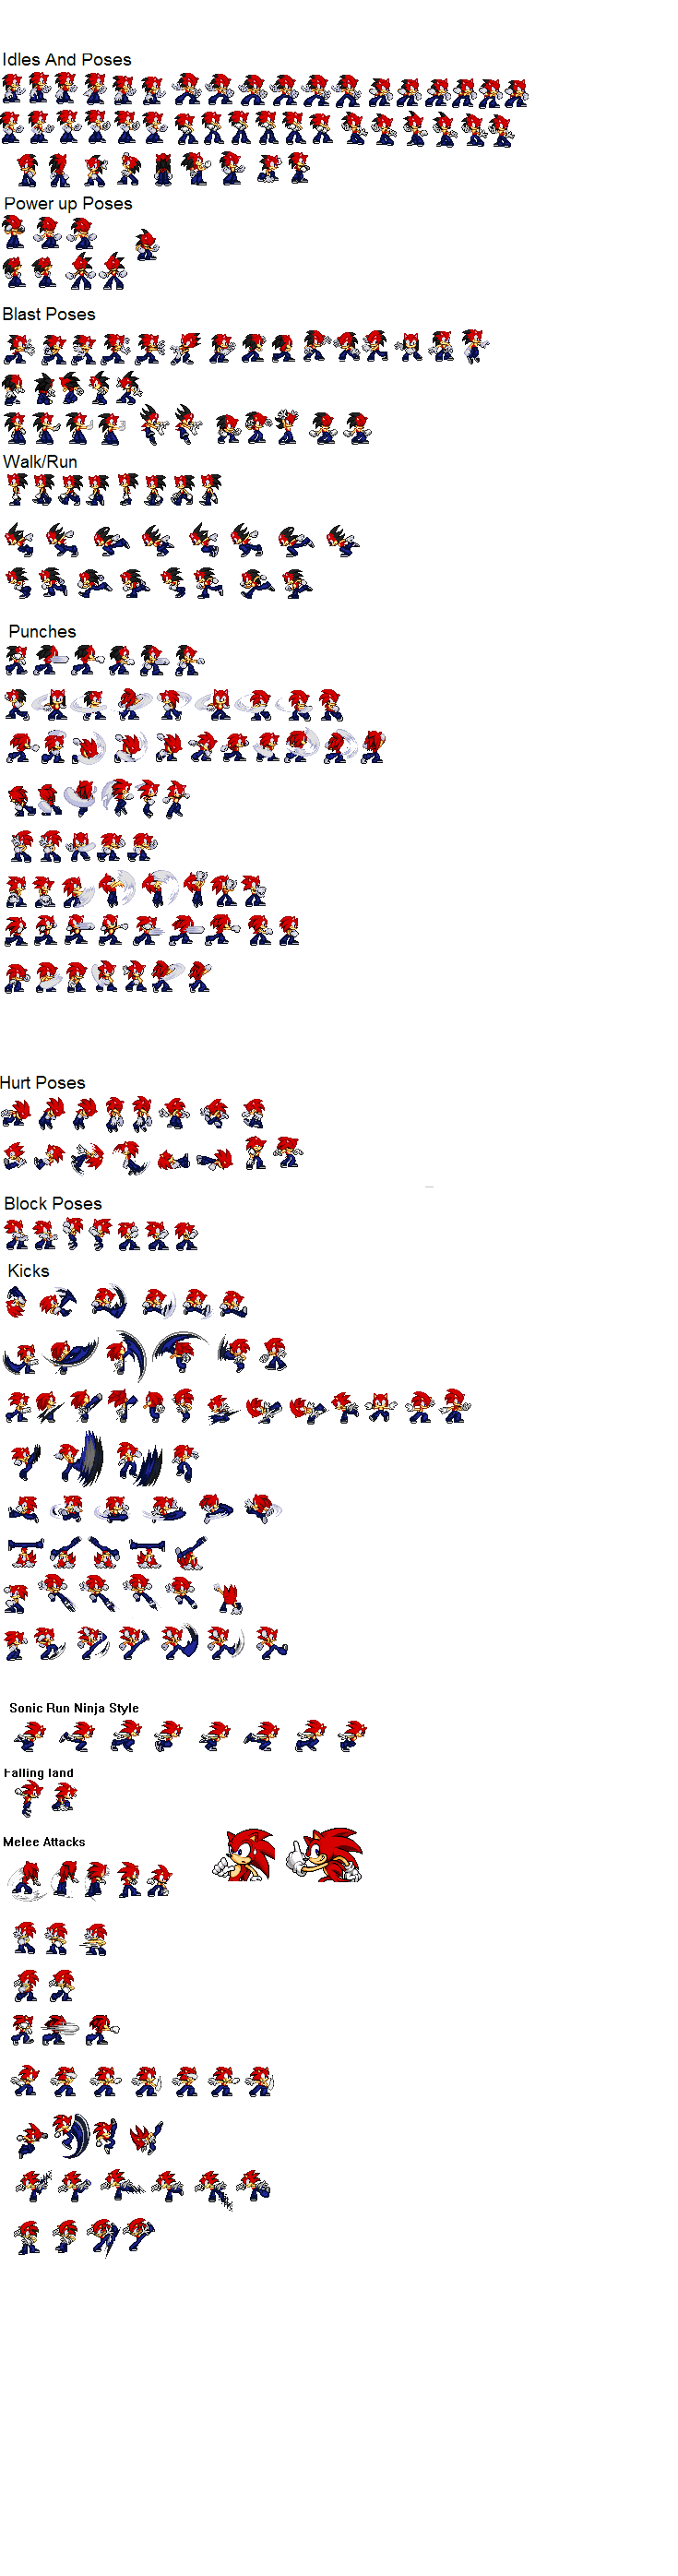 Idles And Poses
Power up Poses
Blast Poses
Walk/Run
Punches
Hurt Poses
Block Poses
Kicks
Sonic Run Ninja Style
Falling land
Melee Attacks